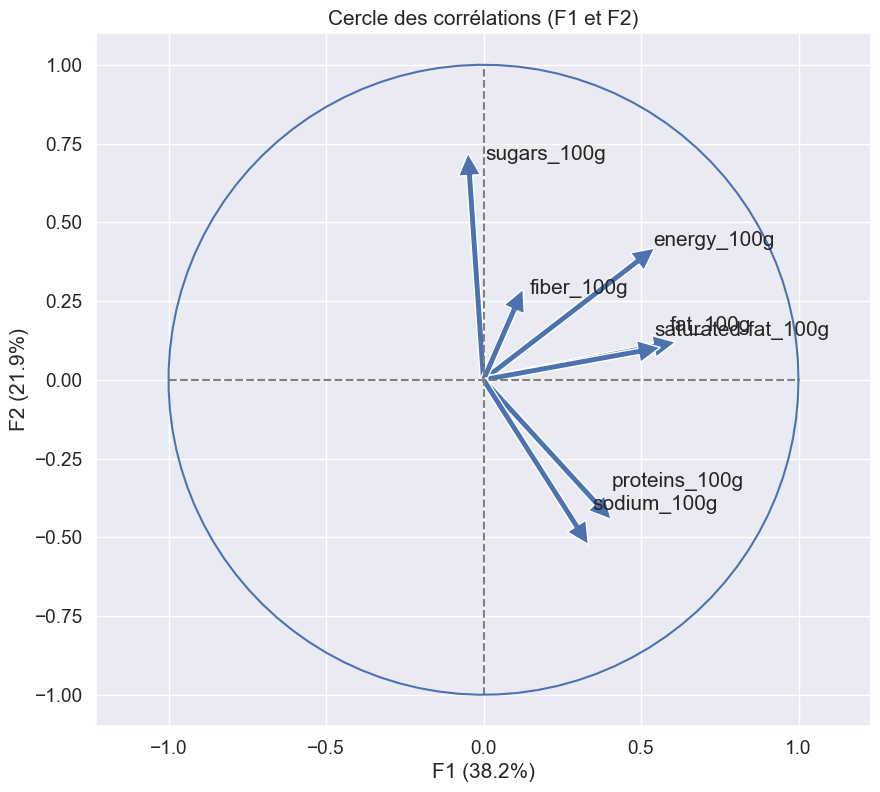 Cercle des corrélations (F1 et F2)
1.00
0.75
0.50
0.25
0.00
−0.25
−0.50
−0.75
−1.00
F2 (21.9%)
sugars_100g
energy_100g
fiber_100g
fat_100g
saturated-fat_100g
proteins_100g
sodium_100g
−1.0
−0.5
0.0
0.5
1.0
F1 (38.2%)